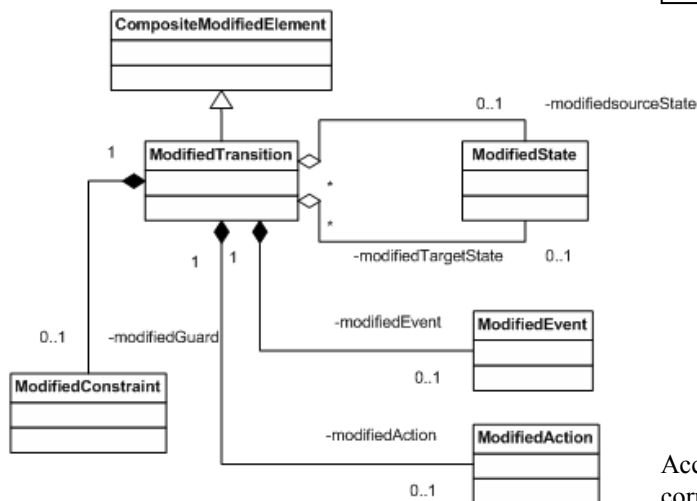 CompositeModifiedElement
0..1 -modifiedsourceState
1 ModifiedTransition ModifiedState
*
*
1 1 -modifiedTargetState 0..1
-modifiedEvent ModifiedEvent
0..1 -modifiedGuard
0..1
ModifiedConstraint
-modifiedAction ModifiedAction
0..1
Acc